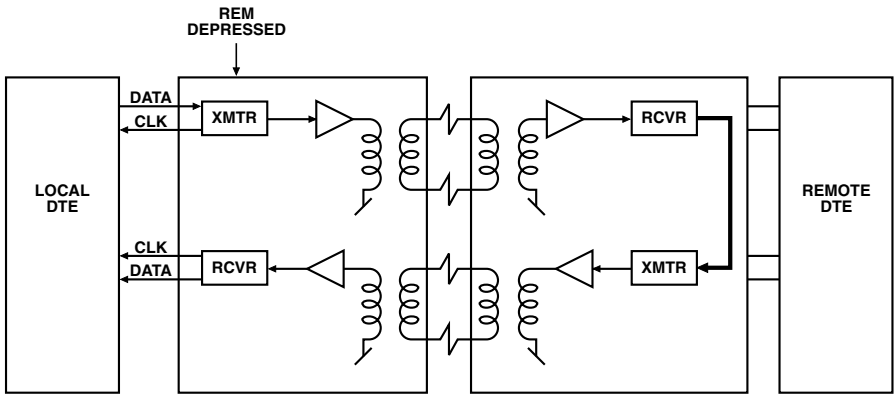 REM
DEPRESSED
DATA
XMTR
CLK
RCVR
LOCAL
DTE
REMOTE
DTE
CLK
RCVR
DATA
XMTR